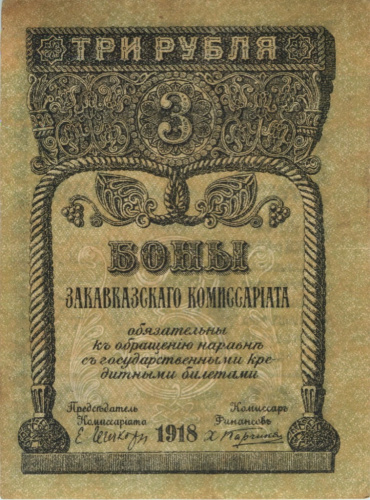 ТРИ РУБЛЯ
3
БОНЫ
ЗАКАВКАЗСКАГО КОМИССАРІАТА
обязательны
къ обращенію наравнѣ
съ государственными кре-
дитными билетами
Предсѣдатель Комиссаріата
Комиссаръ Финансовъ
1918